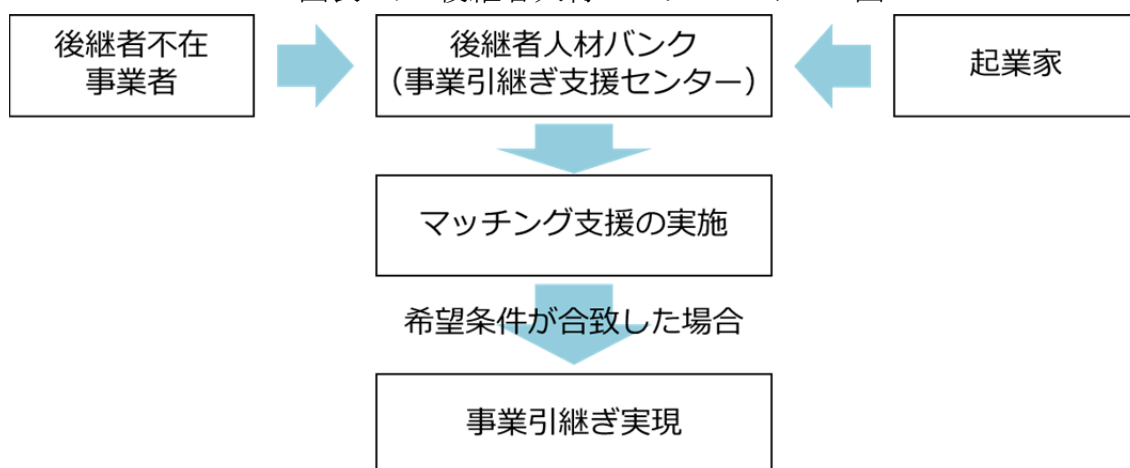 後継者不在
事業者
後継者人材バンク
（事業引継ぎ支援センター）
起業家
マッチング支援の実施
希望条件が合致した場合
事業引継ぎ実現